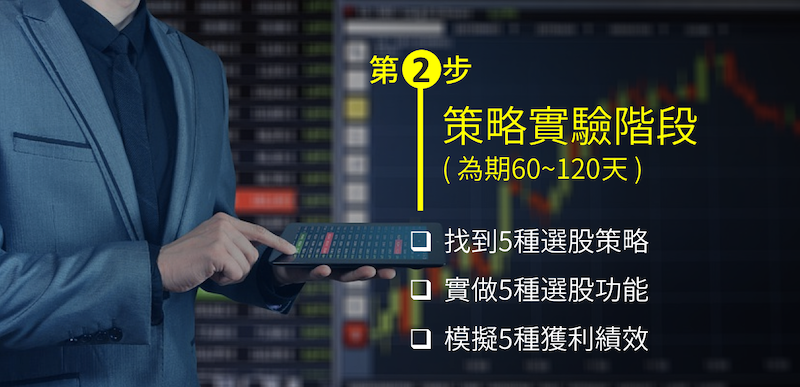 第2步
策略實驗階段
( 為期60~120天 )
❑ 找到5種選股策略
❑ 實做5種選股功能
❑ 模擬5種獲利績效